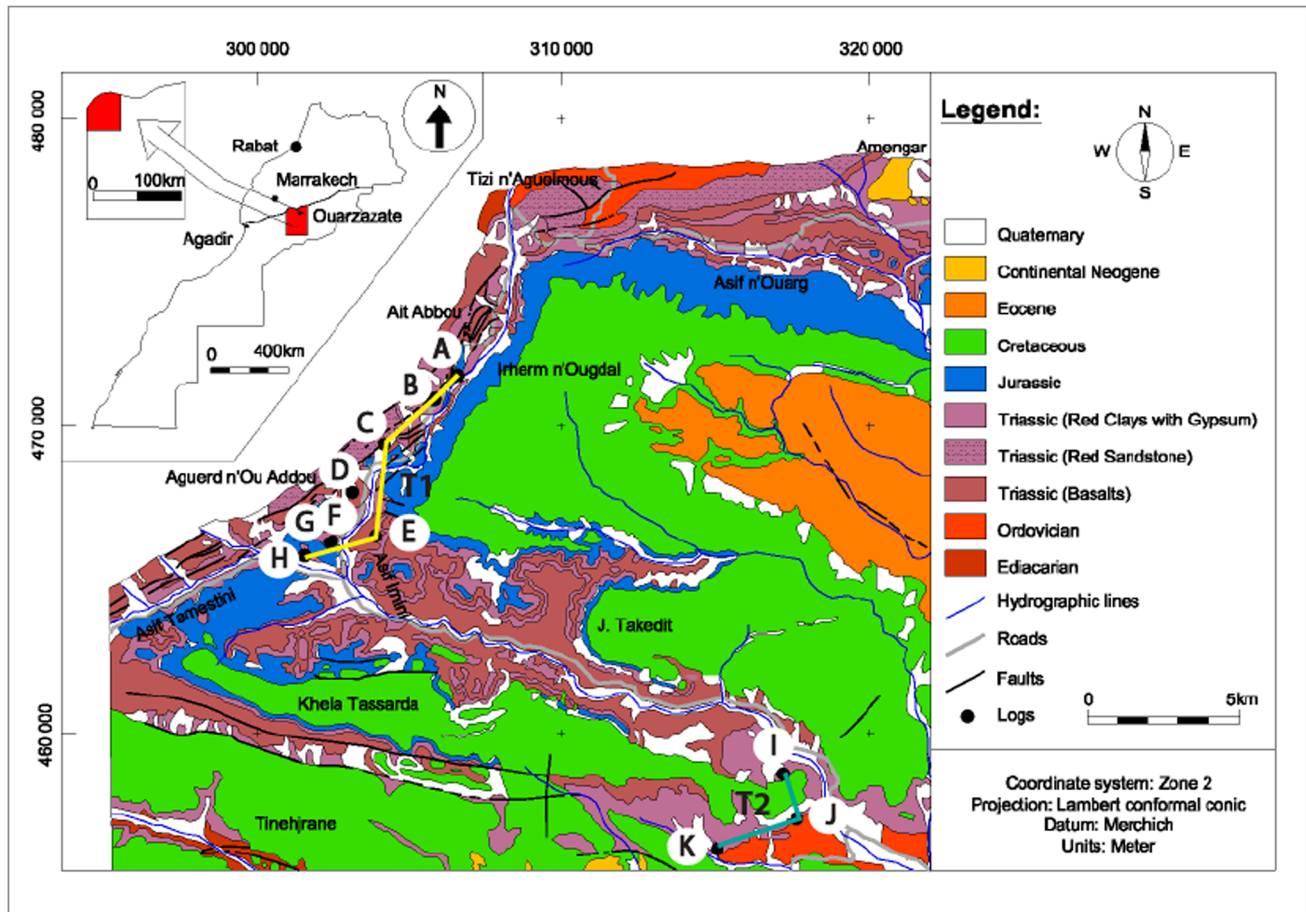 300 000
310 000
320 000
480 000
470 000
460 000
N
Rabat
Marrakech
Ouarzazate
Agadir
0 100km
0 400km
Amengar
Tizi n'Aguolmous
Asif n'Ouarg
Ait Abbou
Irherm n'Ougdal
A
B
C
Aguerd n'Ou Addou
D
T1
G
F
E
H
Asif Imini
Asif Tamestini
J. Takedit
Khela Tassarda
I
T2
J
K
Tinehjrane
Legend:
N
W E
S
Quaternary
Continental Neogene
Eocene
Cretaceous
Jurassic
Triassic (Red Clays with Gypsum)
Triassic (Red Sandstone)
Triassic (Basalts)
Ordovician
Ediacarian
Hydrographic lines
Roads
Faults
Logs
0 5km
Coordinate system: Zone 2
Projection: Lambert conformal conic
Datum: Merchich
Units: Meter